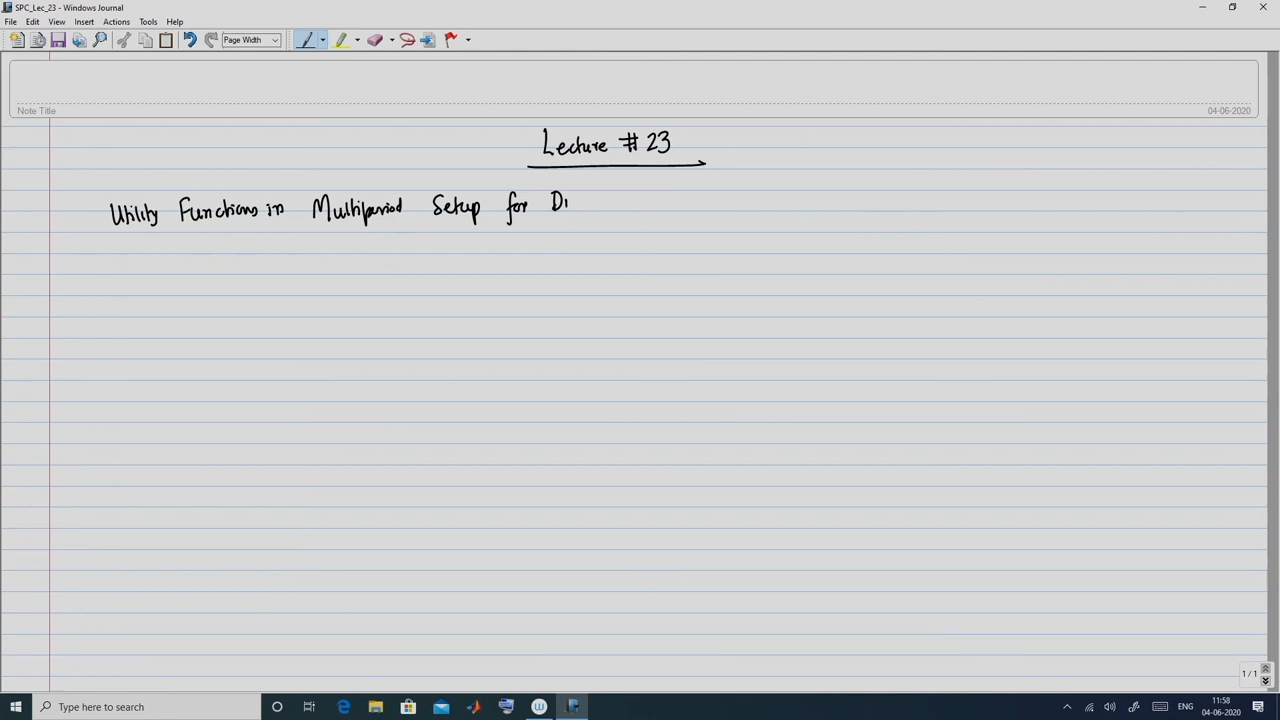 SPC_Lec_23 - Windows Journal
File Edit View Insert Actions Tools Help
Page Width
Note Title
04-06-2020
Lecture # 23
Utility Functions in Multiperiod Setup for Di
1 / 1
Type here to search
ENG
11:58
04-06-2020